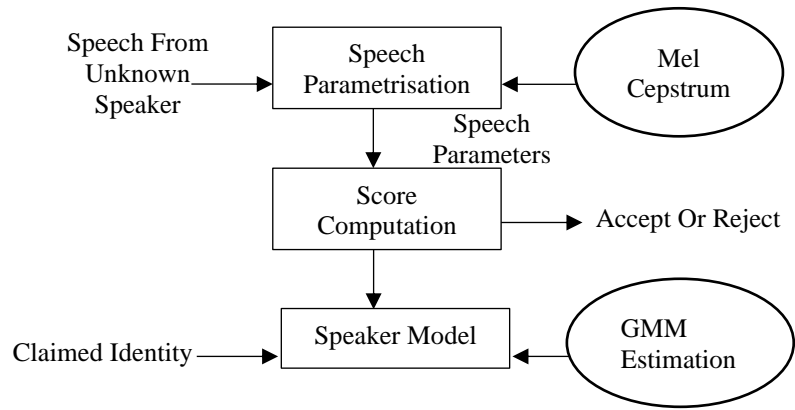 Speech From
Unknown
Speaker
Speech
Parametrisation
Mel
Cepstrum
Speech
Parameters
Score
Computation
Accept Or Reject
Claimed Identity
Speaker Model
GMM
Estimation